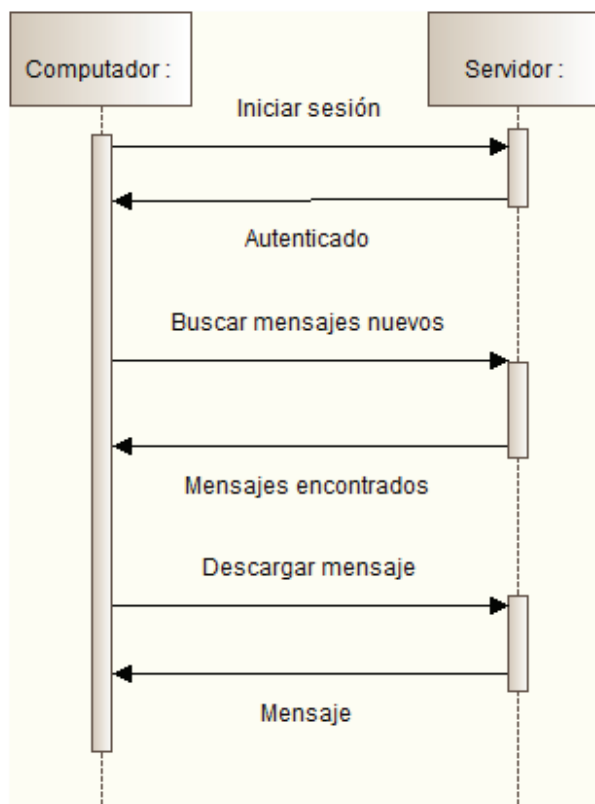 Computador :
Servidor :
Iniciar sesión
Autenticado
Buscar mensajes nuevos
Mensajes encontrados
Descargar mensaje
Mensaje